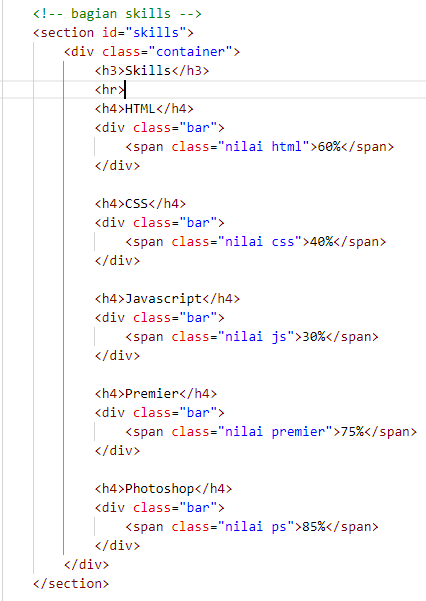 <!-- bagian skills -->
<section id="skills">
<div class="container">
<h3>Skills</h3>
<hr>
<h4>HTML</h4>
<div class="bar">
<span class="nilai html">60%</span>
</div>
<h4>CSS</h4>
<div class="bar">
<span class="nilai css">40%</span>
</div>
<h4>Javascript</h4>
<div class="bar">
<span class="nilai js">30%</span>
</div>
<h4>Premier</h4>
<div class="bar">
<span class="nilai premier">75%</span>
</div>
<h4>Photoshop</h4>
<div class="bar">
<span class="nilai ps">85%</span>
</div>
</div>
</section>